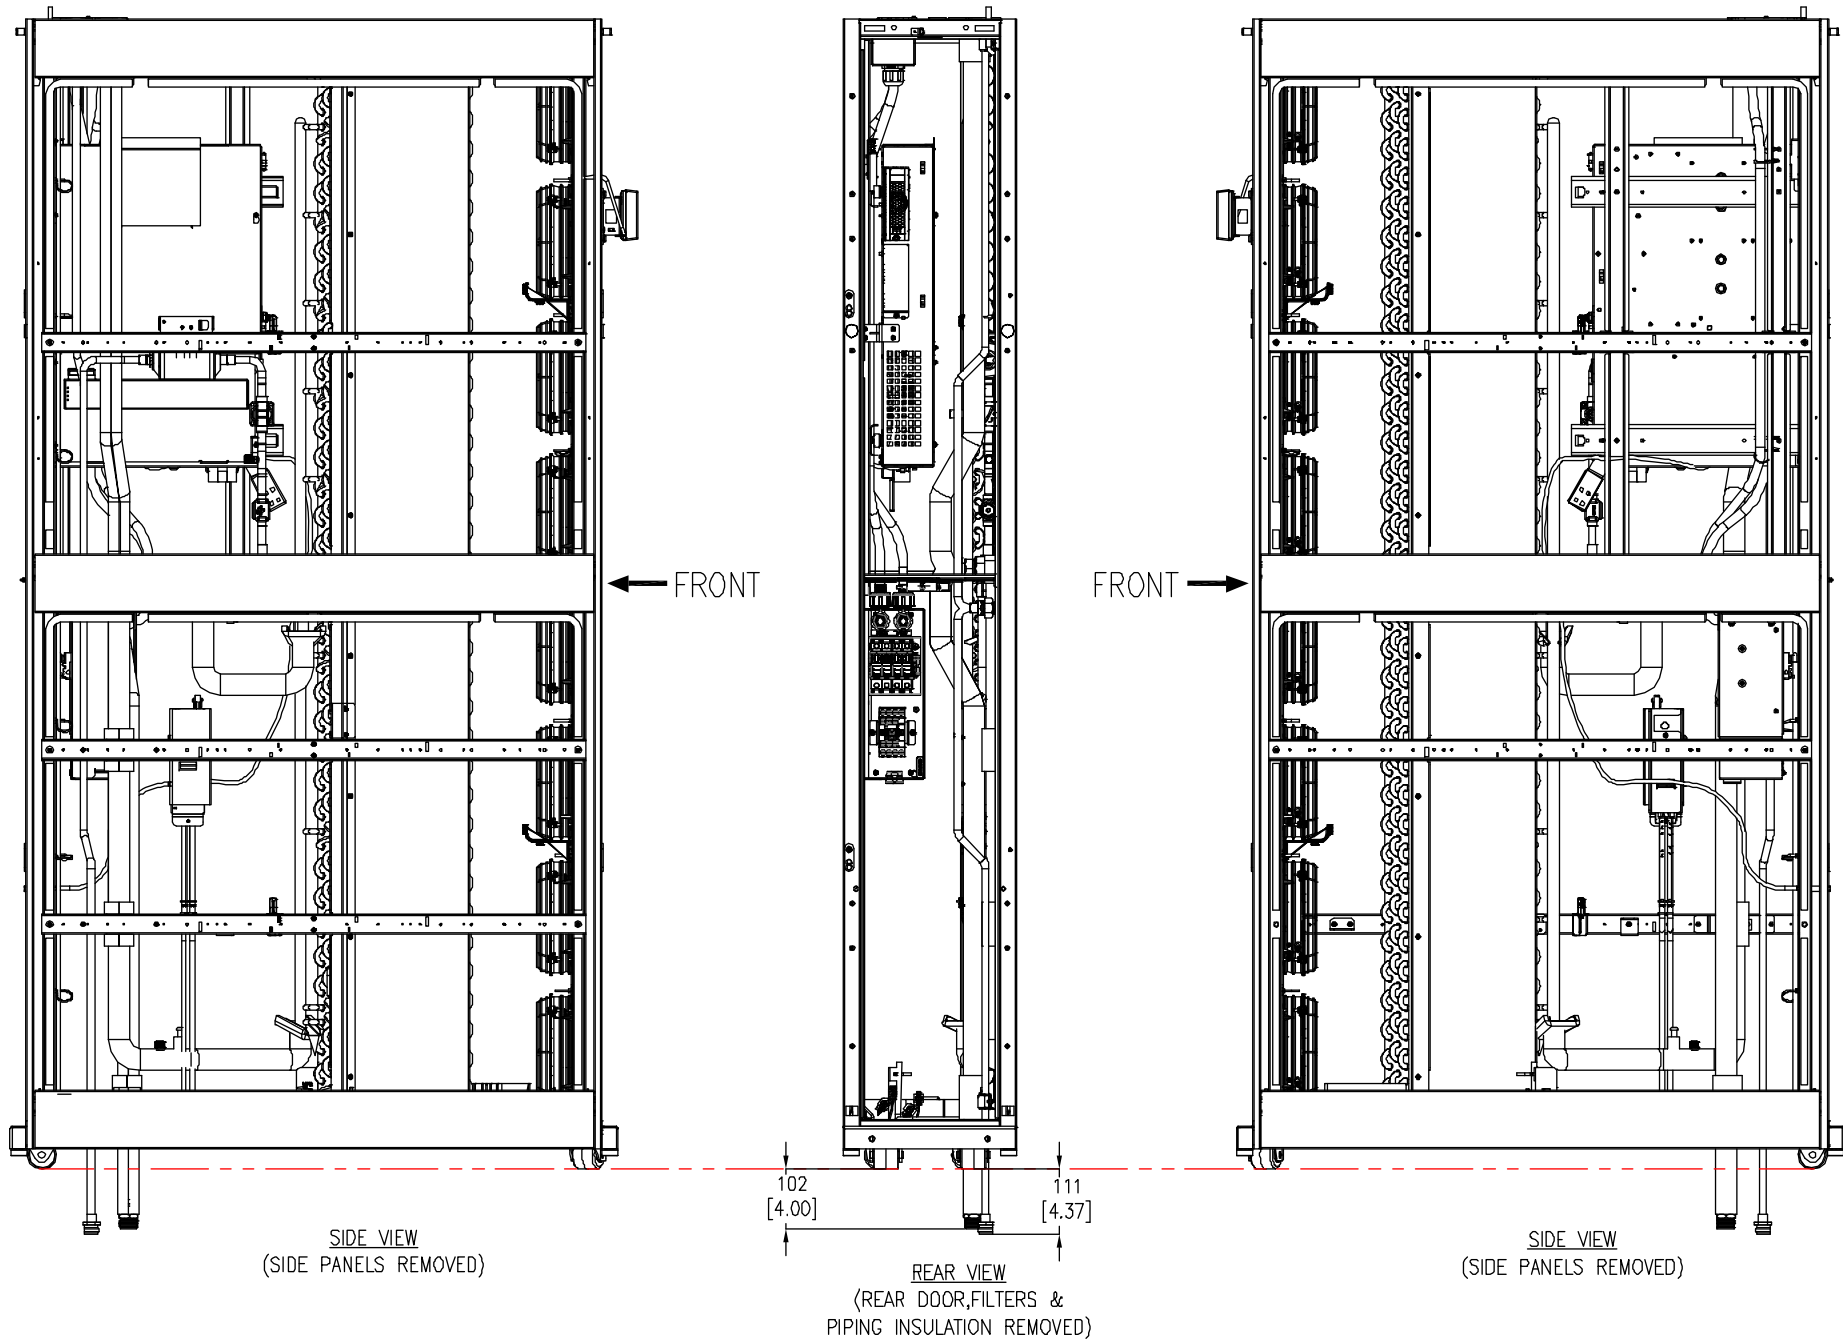 FRONT
FRONT
102
[4.00]
111
[4.37]
SIDE VIEW
(SIDE PANELS REMOVED)
REAR VIEW
(REAR DOOR,FILTERS &
PIPING INSULATION REMOVED)
SIDE VIEW
(SIDE PANELS REMOVED)